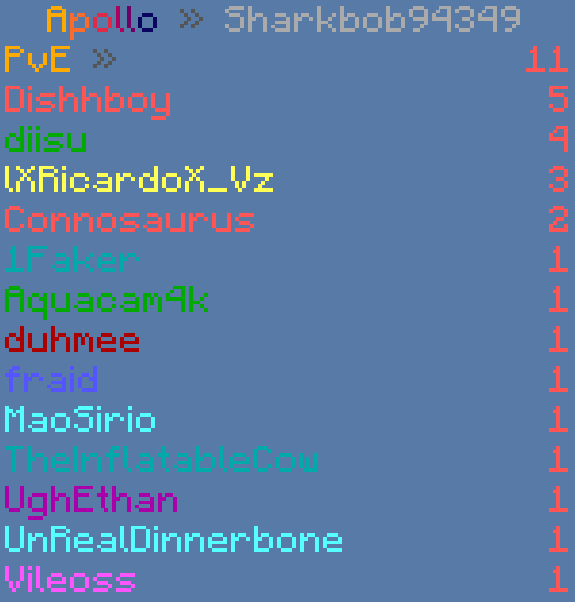 Apollo » Sharkbob94349
PvE » 11
Dishhboy 5
diisu 4
lXRicardoX_Vz 3
Connosaurus 2
1Faker 1
Aquacam4k 1
duhmee 1
fraid 1
MaoSirio 1
TheInflatableCow 1
UghEthan 1
UnRealDinnerbone 1
Vileoss 1